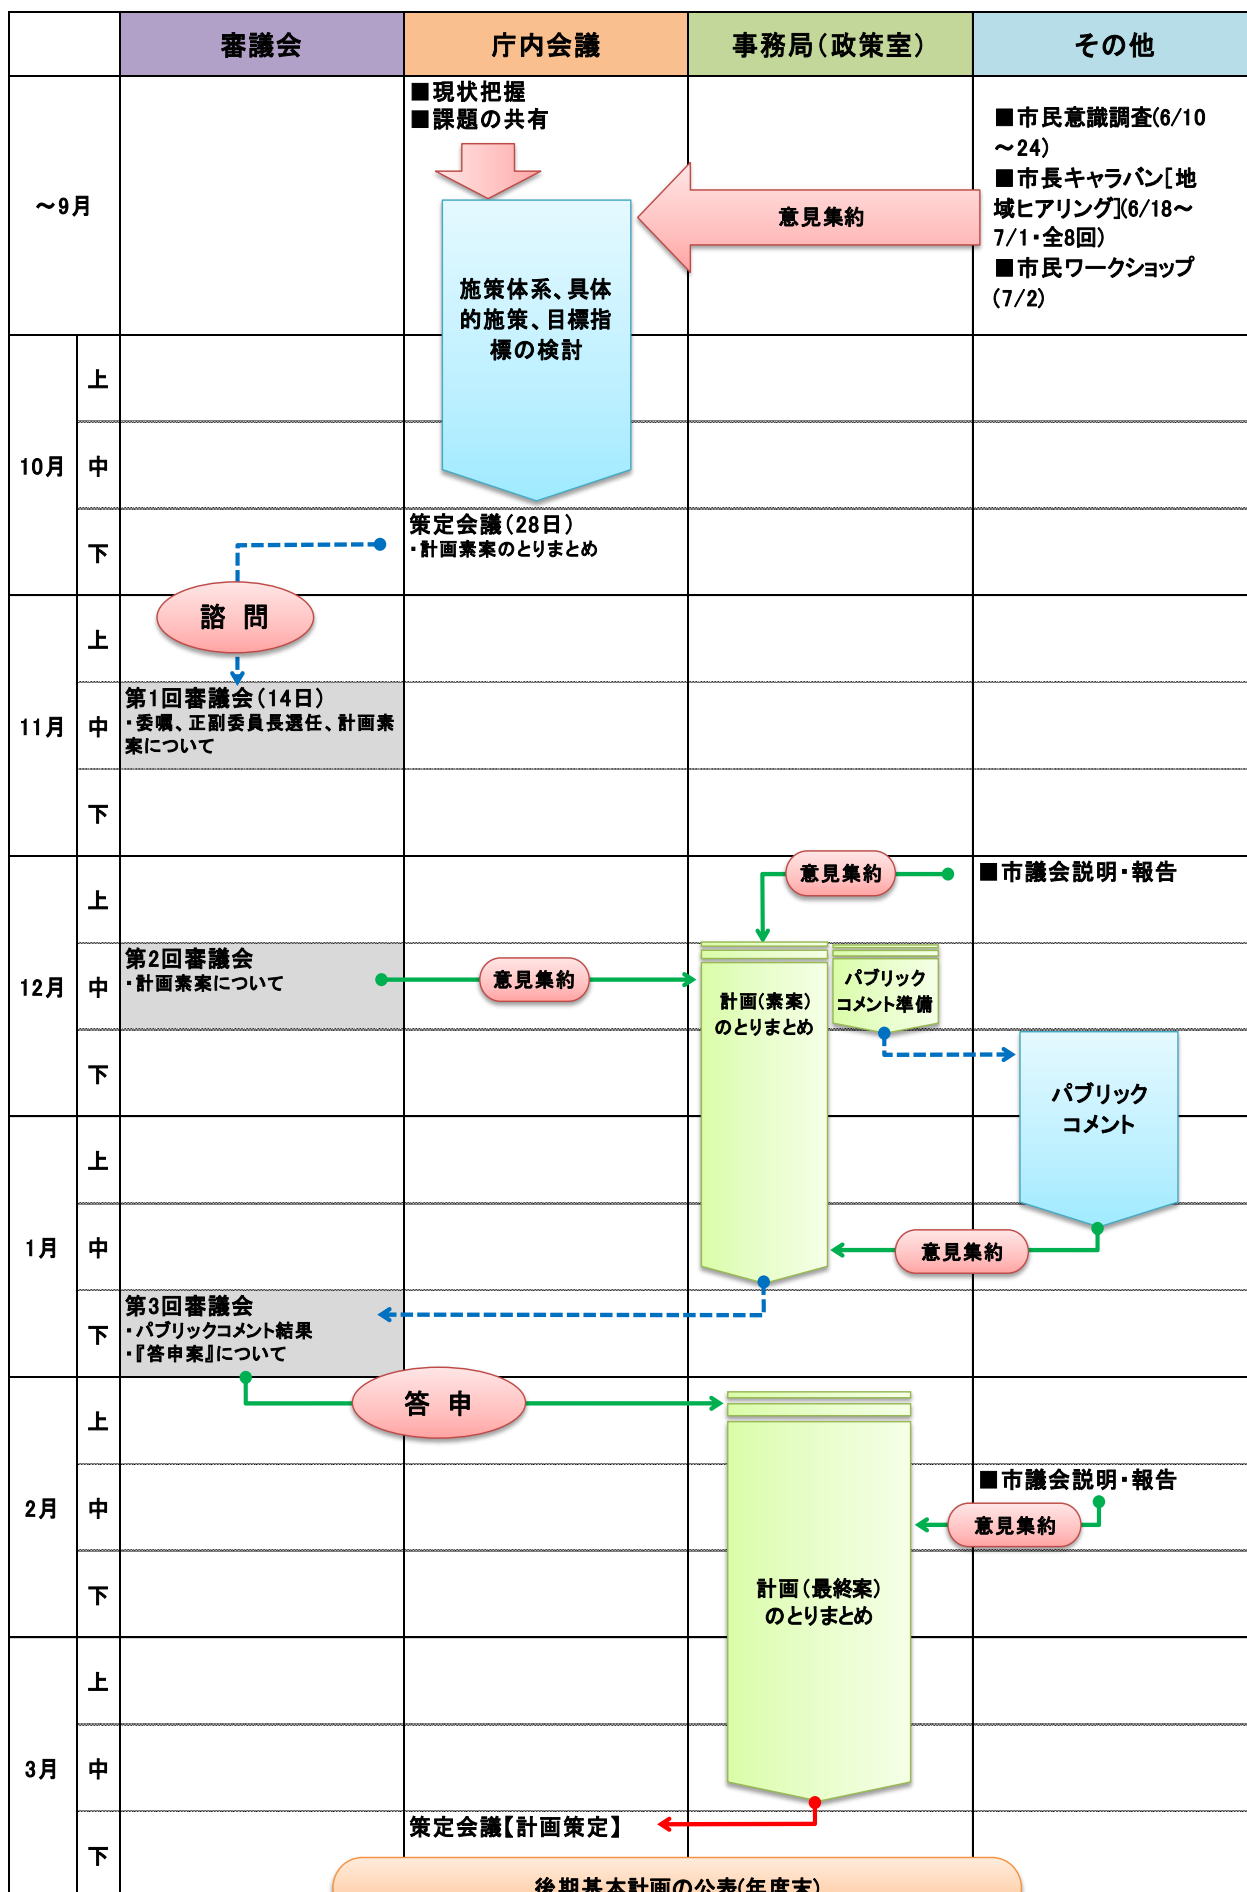 審議会
庁内会議
事務局（政策室）
その他
～9月
■現状把握
■課題の共有
意見集約
■市民意識調査(6/10
～24)
■市長キャラバン[地
域ヒアリング](6/18～
7/1・全8回)
■市民ワークショップ
(7/2)
施策体系、具体
的施策、目標指
標の検討
10月
上
中
下
策定会議（28日）
・計画素案のとりまとめ
諮　問
11月
上
中
下
第1回審議会（14日）
・委嘱、正副委員長選任、計画素
案について
12月
上
中
下
意見集約
■市議会説明・報告
第2回審議会
・計画素案について
意見集約
計画(素案)
のとりまとめ
パブリック
コメント準備
パブリック
コメント
1月
上
中
下
意見集約
第3回審議会
・パブリックコメント結果
・『答申案』について
答　申
2月
上
中
下
■市議会説明・報告
意見集約
計画（最終案）
のとりまとめ
3月
上
中
下
策定会議【計画策定】
後期基本計画の公表(年度末)